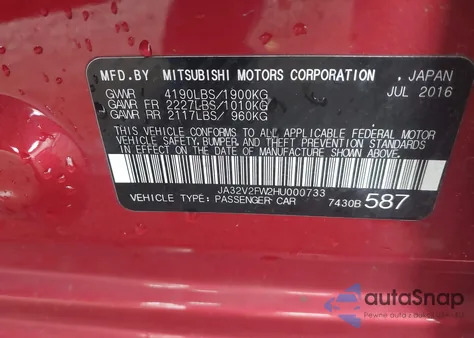 MFD.BY MITSUBISHI MOTORS CORPORATION , JAPAN
GVWR 4190LBS/1900KG JUL 2016
GAWR FR 2227LBS/1010KG
GAWR RR 2117LBS/ 960KG
THIS VEHICLE CONFORMS TO ALL APPLICABLE FEDERAL MOTOR
VEHICLE SAFETY, BUMPER, AND THEFT PREVENTION
STANDARDS IN EFFECT ON THE DATE OF MANUFACTURE
SHOWN ABOVE.
JA32V2FW2HU000733
VEHICLE TYPE: PASSENGER CAR 7430B 587
autoSnap
Pewne auta z